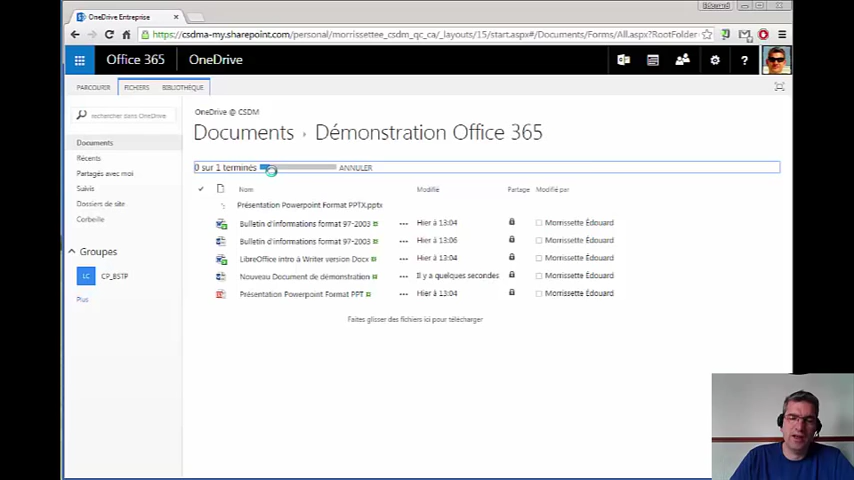 OneDrive Entreprise
https://csdma-my.sharepoint.com/personal/morrissettee_csdm_qc_ca/_layouts/15/start.aspx#/Documents/Forms/All.aspx?RootFolder
Office 365 OneDrive
PARCOURIR FICHIERS BIBLIOTHÈQUE
rechercher dans OneDrive
Documents
Récents
Partagés avec moi
Suivis
Dossiers de site
Corbeille
Groupes
LC CP_BSTP
Plus
OneDrive @ CSDM
Documents › Démonstration Office 365
0 sur 1 terminés ANNULER
Nom Modifié Partage Modifié par
Présentation Powerpoint Format PPTX.pptx
Bulletin d'informations format 97-2003 ... Hier à 13:04 Morrissette Édouard
Bulletin d'informations format 97-2003 ... Hier à 13:06 Morrissette Édouard
LibreOffice intro à Writer version Docx ... Hier à 13:04 Morrissette Édouard
Nouveau Document de démonstration ... Il y a quelques secondes Morrissette Édouard
Présentation Powerpoint Format PPT ... Hier à 13:04 Morrissette Édouard
Faites glisser des fichiers ici pour télécharger